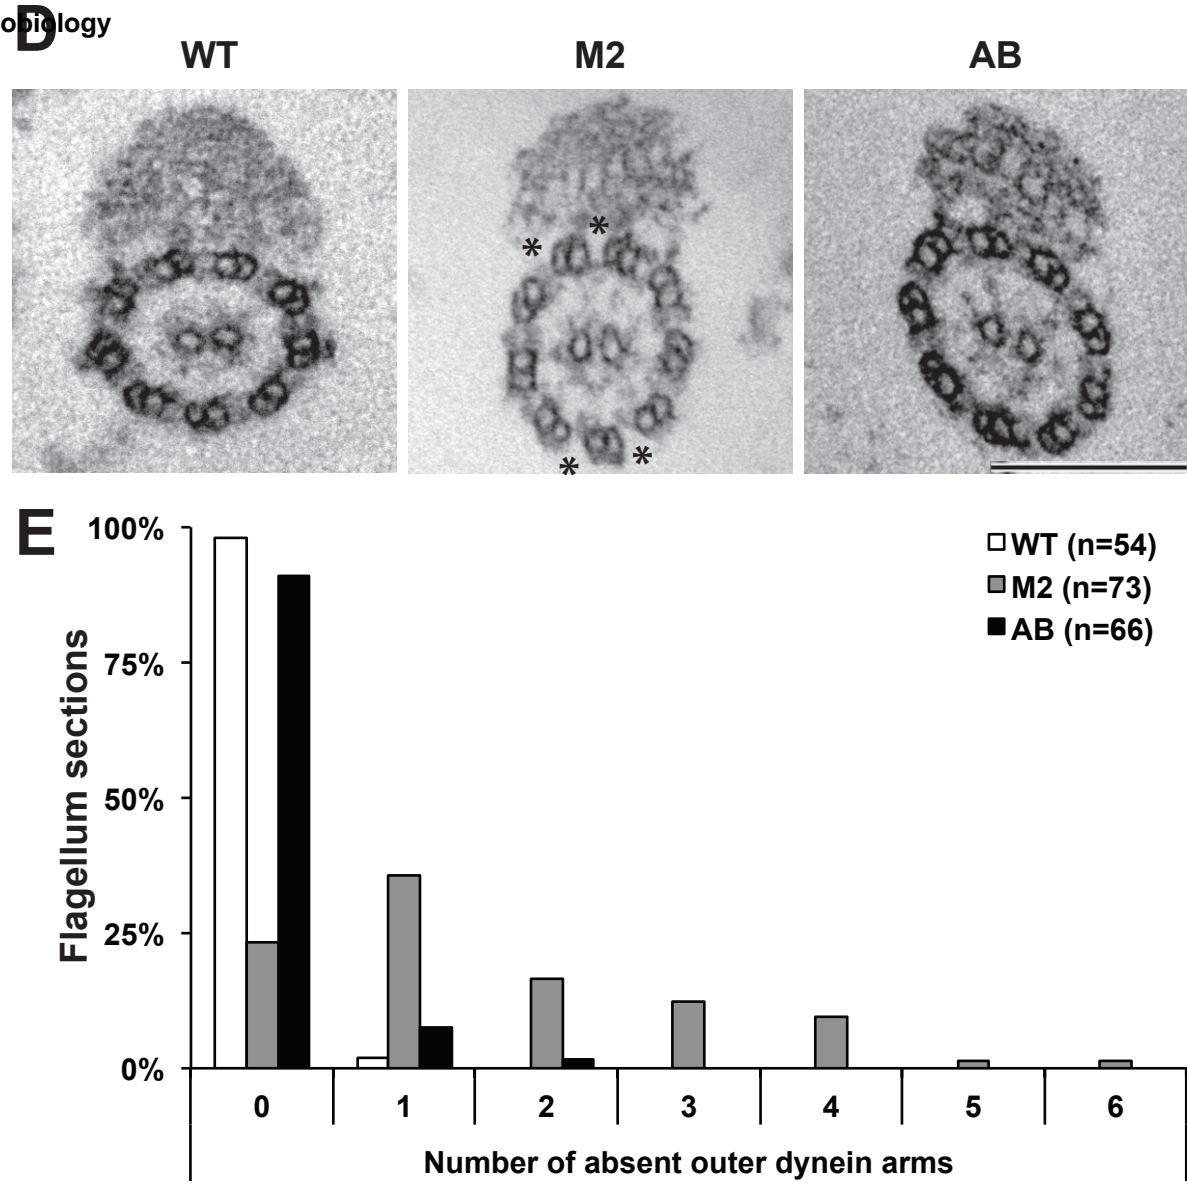 obiology
D
WT M2 AB
*
*
*
*
E
100%
75%
50%
25%
0%
Flagellum sections
WT (n=54)
M2 (n=73)
AB (n=66)
0 1 2 3 4 5 6
Number of absent outer dynein arms